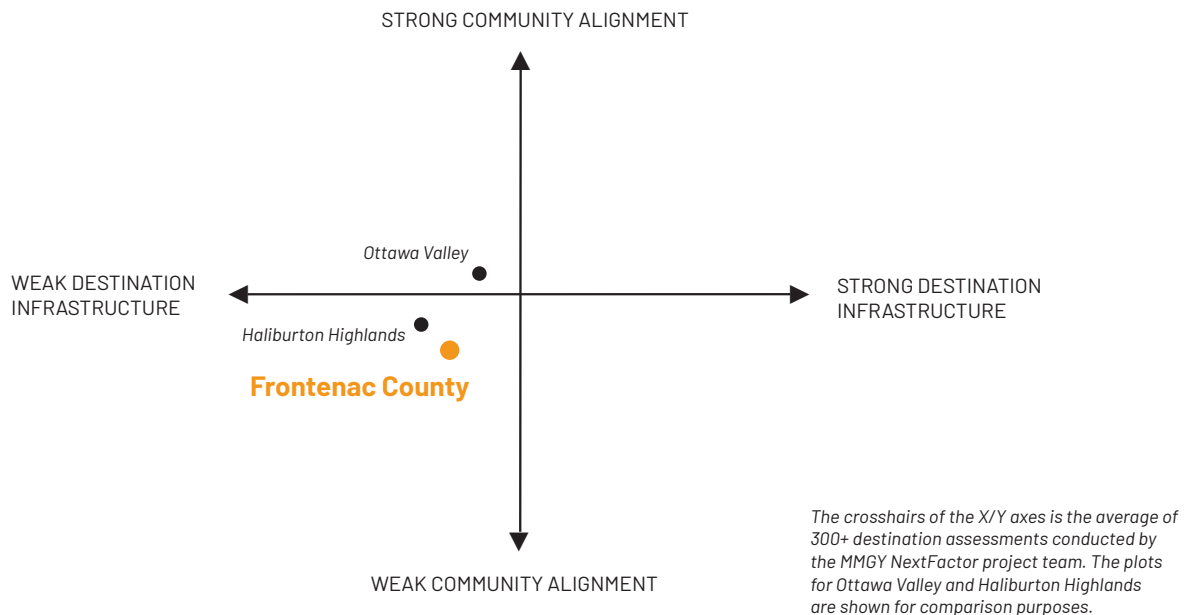 STRONG COMMUNITY ALIGNMENT
Ottawa Valley
WEAK DESTINATION
INFRASTRUCTURE
STRONG DESTINATION
INFRASTRUCTURE
Haliburton Highlands
Frontenac County
The crosshairs of the X/Y axes is the average of
300+ destination assessments conducted by
the MMGY NextFactor project team. The plots
for Ottawa Valley and Haliburton Highlands
are shown for comparison purposes.
WEAK COMMUNITY ALIGNMENT